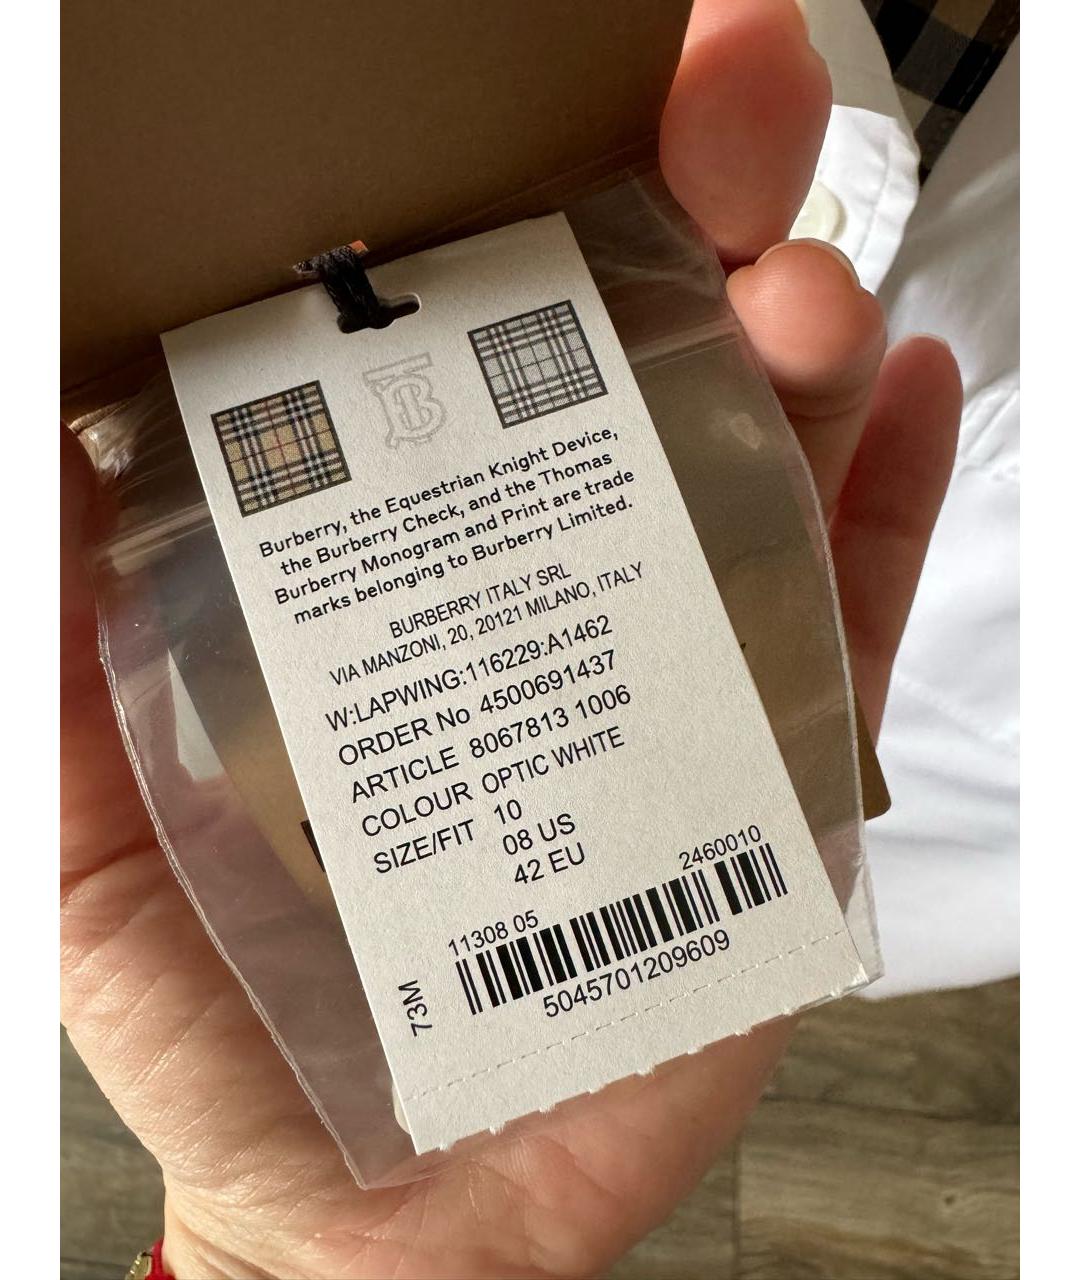 Burberry, the Equestrian Knight Device,
the Burberry Check, and the Thomas
Burberry Monogram and Print are trade
marks belonging to Burberry Limited.
BURBERRY ITALY SRL
VIA MANZONI, 20, 20121 MILANO, ITALY
W:LAPWING:116229:A1462
ORDER No 4500691437
ARTICLE 8067813 1006
COLOUR OPTIC WHITE
SIZE/FIT 10
08 US
42 EU
11308 05 2460010
5045701209609
73M